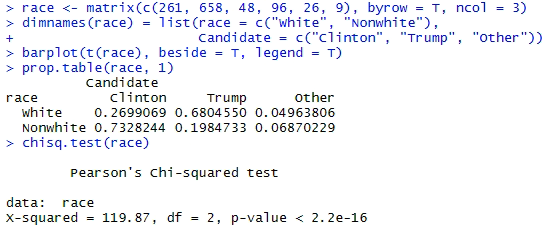 > race <- matrix(c(261, 658, 48, 96, 26, 9), byrow = T, ncol = 3)
> dimnames(race) = list(race = c("White", "Nonwhite"),
+                       Candidate = c("Clinton", "Trump", "Other"))
> barplot(t(race), beside = T, legend = T)
> prop.table(race, 1)
          Candidate
race         Clinton     Trump      Other
  White    0.2699069 0.6804550 0.04963806
  Nonwhite 0.7328244 0.1984733 0.06870229
> chisq.test(race)
        Pearson's Chi-squared test
data:  race
X-squared = 119.87, df = 2, p-value < 2.2e-16